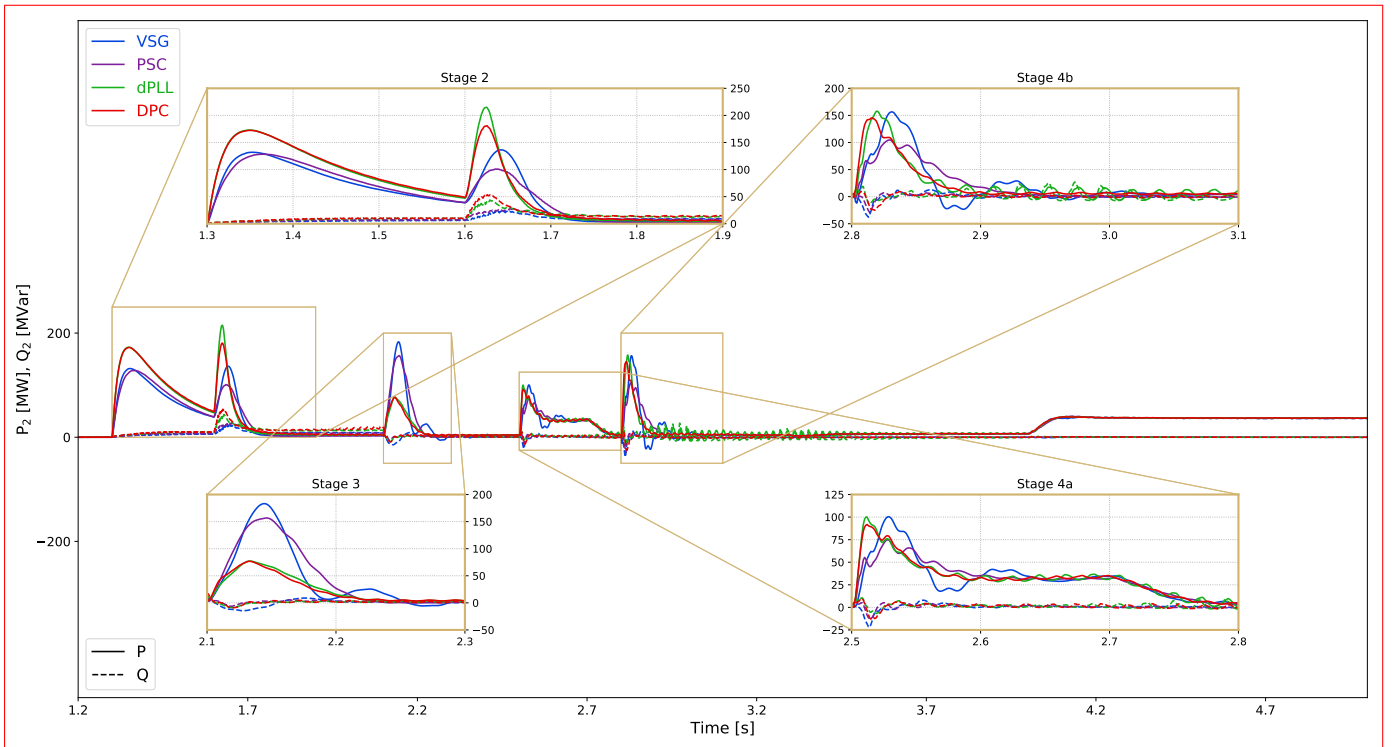 VSG
PSC
dPLL
DPC
Stage 2
250
200
150
100
50
0
1.3 1.4 1.5 1.6 1.7 1.8 1.9
Stage 4b
200
150
100
50
0
−50
2.8 2.9 3.0 3.1
P2 [MW], Q2 [MVar]
200
0
−200
Stage 3
200
150
100
50
0
−50
2.1 2.2 2.3
Stage 4a
125
100
75
50
25
0
−25
2.5 2.6 2.7 2.8
P
Q
1.2 1.7 2.2 2.7 3.2 3.7 4.2 4.7
Time [s]